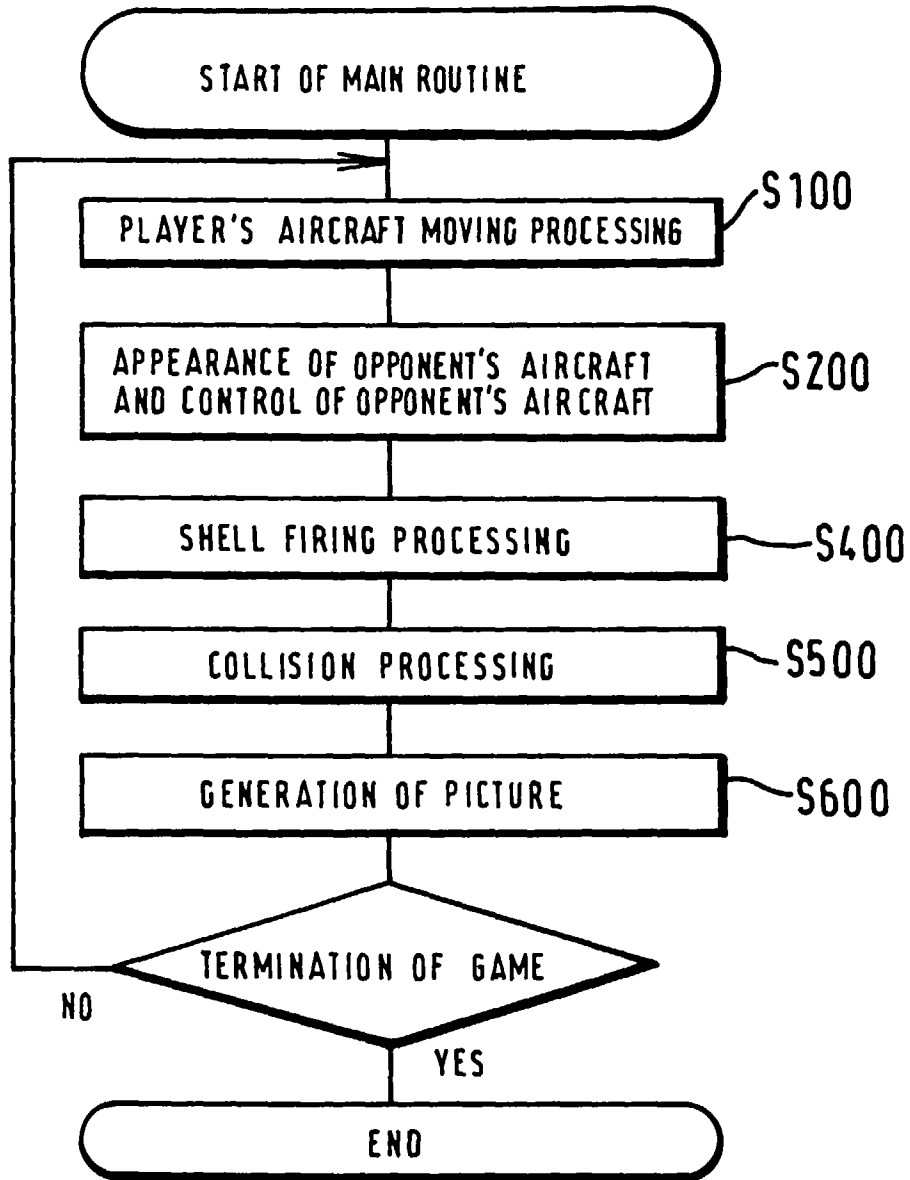 START OF MAIN ROUTINE
PLAYER'S AIRCRAFT MOVING PROCESSING
S100
APPEARANCE OF OPPONENT'S AIRCRAFT
AND CONTROL OF OPPONENT'S AIRCRAFT
S200
SHELL FIRING PROCESSING
S400
COLLISION PROCESSING
S500
GENERATION OF PICTURE
S600
TERMINATION OF GAME
NO
YES
END